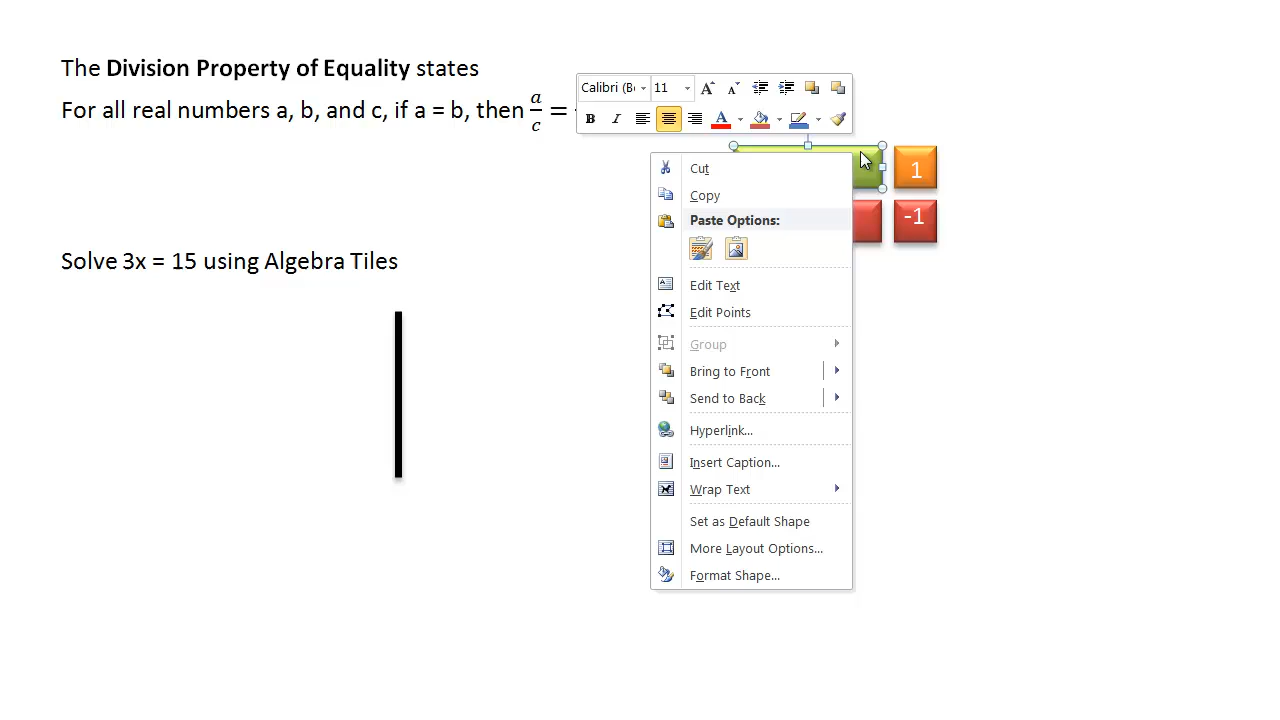 The Division Property of Equality states
For all real numbers a, b, and c, if a = b, then a/c =
Calibri (Bo
11
B I A
Cut
1
Copy
Paste Options:
-1
Solve 3x = 15 using Algebra Tiles
Edit Text
Edit Points
Group
Bring to Front
Send to Back
Hyperlink...
Insert Caption...
Wrap Text
Set as Default Shape
More Layout Options...
Format Shape...